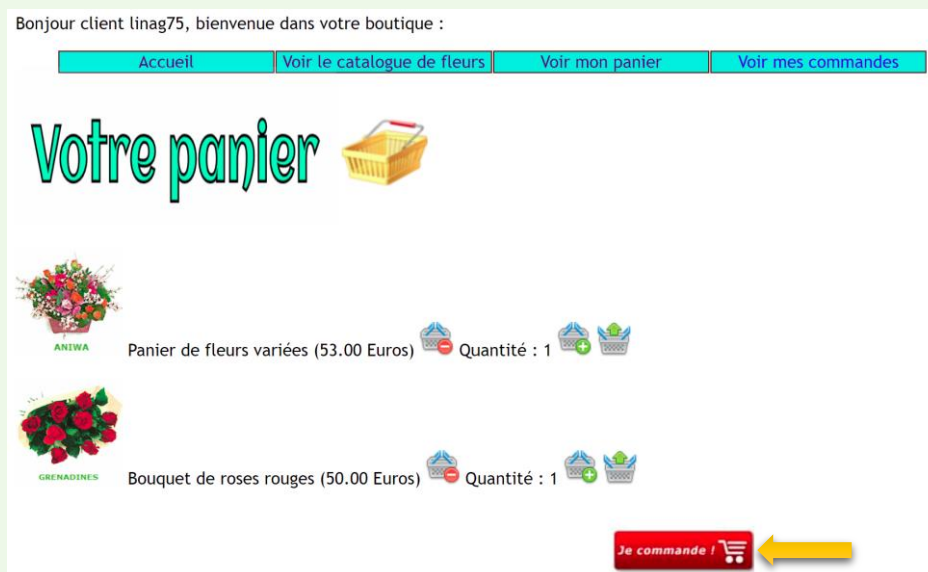 Bonjour client linag75, bienvenue dans votre boutique :
Accueil Voir le catalogue de fleurs Voir mon panier Voir mes commandes
Votre panier
ANIWA
Panier de fleurs variées (53.00 Euros) Quantité : 1
GRENADINES
Bouquet de roses rouges (50.00 Euros) Quantité : 1
Je commande !